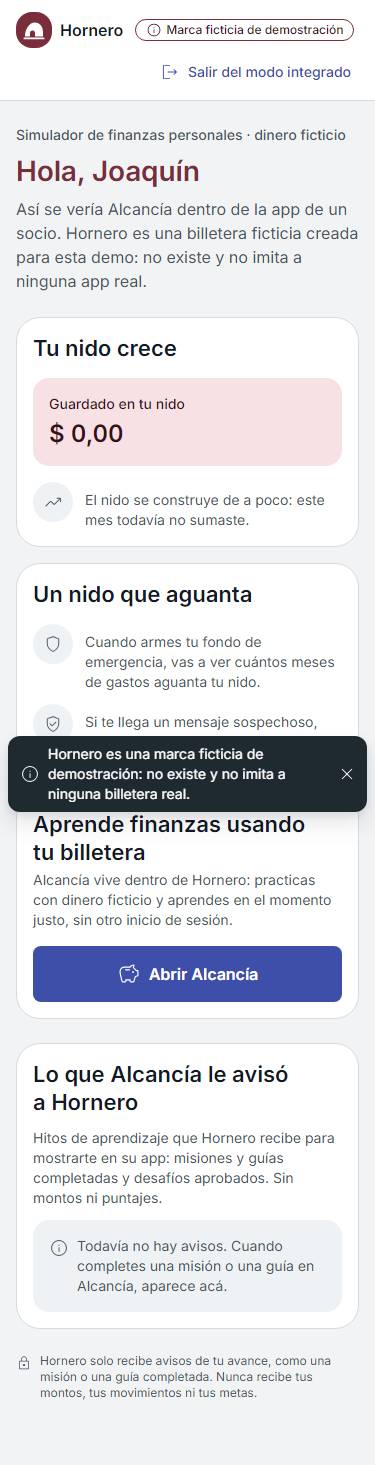 Hornero
Marca ficticia de demostración
Salir del modo integrado
Simulador de finanzas personales · dinero ficticio
Hola, Joaquín
Así se vería Alcancía dentro de la app de un
socio. Hornero es una billetera ficticia creada
para esta demo: no existe y no imita a
ninguna app real.
Tu nido crece
Guardado en tu nido
$ 0,00
El nido se construye de a poco: este
mes todavía no sumaste.
Un nido que aguanta
Cuando armes tu fondo de
emergencia, vas a ver cuántos meses
de gastos aguanta tu nido.
Si te llega un mensaje sospechoso,
Hornero es una marca ficticia de
demostración: no existe y no imita a
ninguna billetera real.
Aprende finanzas usando
tu billetera
Alcancía vive dentro de Hornero: practicas
con dinero ficticio y aprendes en el momento
justo, sin otro inicio de sesión.
Abrir Alcancía
Lo que Alcancía le avisó
a Hornero
Hitos de aprendizaje que Hornero recibe para
mostrarte en su app: misiones y guías
completadas y desafíos aprobados. Sin
montos ni puntajes.
Todavía no hay avisos. Cuando
completes una misión o una guía en
Alcancía, aparece acá.
Hornero solo recibe avisos de tu avance, como una
misión o una guía completada. Nunca recibe tus
montos, tus movimientos ni tus metas.